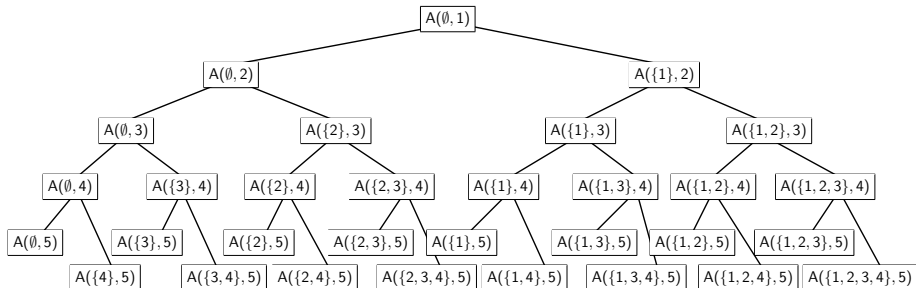 A(∅, 1)
A(∅, 2) A({1}, 2)
A(∅, 3) A({2}, 3) A({1}, 3) A({1, 2}, 3)
A(∅, 4) A({3}, 4) A({2}, 4) A({2, 3}, 4) A({1}, 4) A({1, 3}, 4) A({1, 2}, 4) A({1, 2, 3}, 4)
A(∅, 5) A({3}, 5) A({2}, 5) A({2, 3}, 5) A({1}, 5) A({1, 3}, 5) A({1, 2}, 5) A({1, 2, 3}, 5)
A({4}, 5) A({3, 4}, 5) A({2, 4}, 5) A({2, 3, 4}, 5) A({1, 4}, 5) A({1, 3, 4}, 5) A({1, 2, 4}, 5) A({1, 2, 3, 4}, 5)